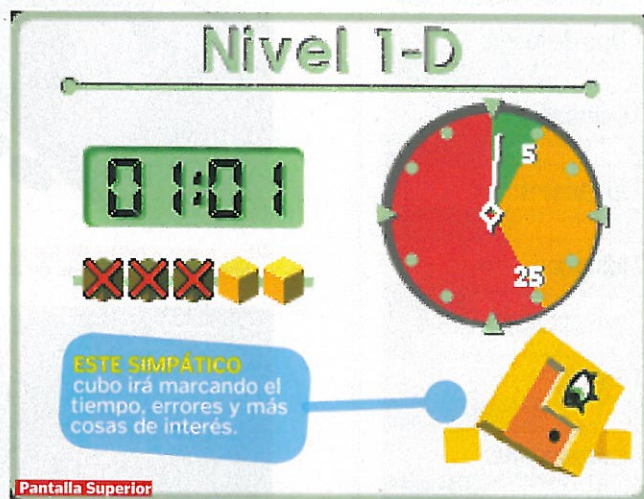 Nivel 1-D
01:01
5
25
ESTE SIMPÁTICO
cubo irá marcando el
tiempo, errores y más
cosas de interés.
Pantalla Superior